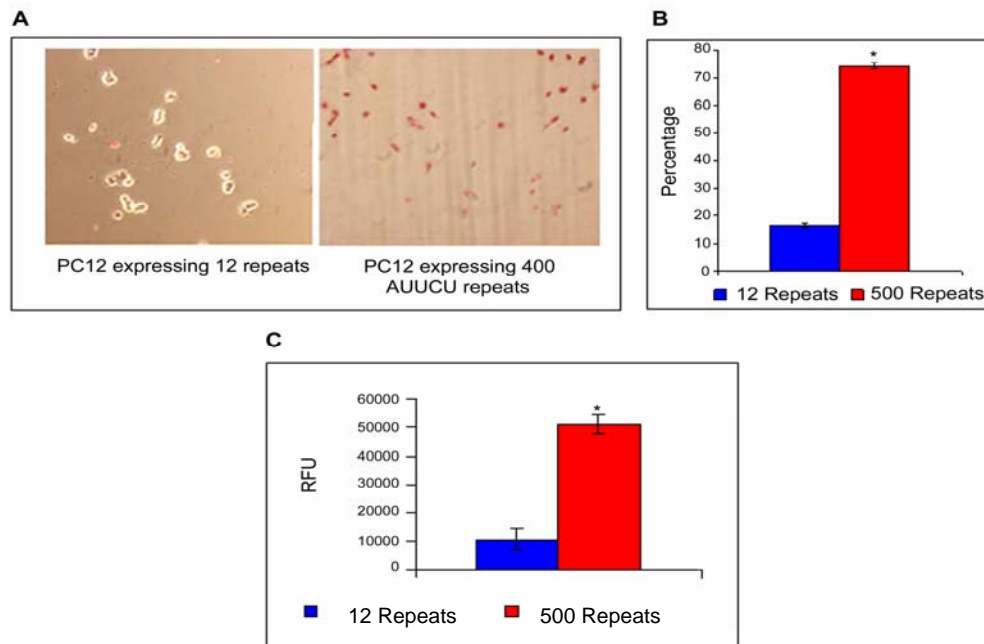 A
PC12 expressing 12 repeats
PC12 expressing 400
AUUCU repeats
B
Percentage
80
70
60
50
40
30
20
10
0
*
12 Repeats
500 Repeats
C
RFU
60000
50000
40000
30000
20000
10000
0
*
12 Repeats
500 Repeats